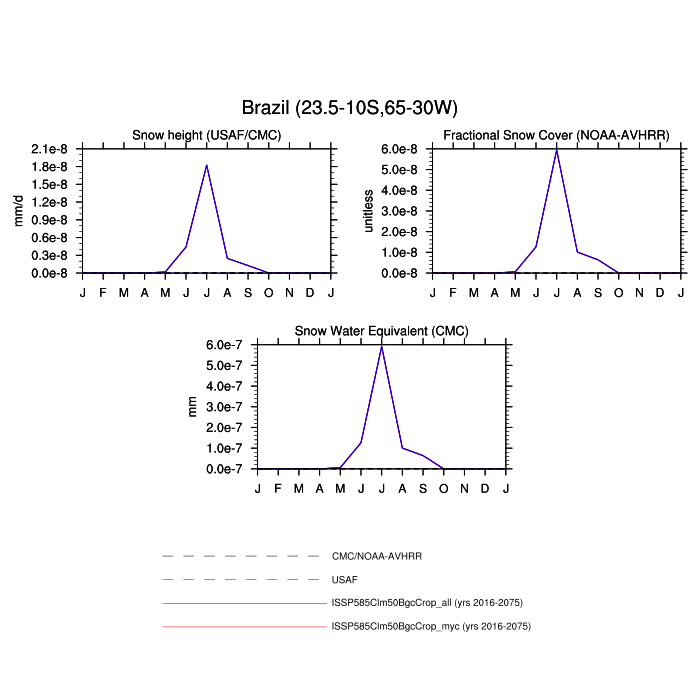 Brazil (23.5-10S,65-30W)
Snow height (USAF/CMC)
2.1e-8
1.8e-8
1.5e-8
1.2e-8
0.9e-8
0.6e-8
0.3e-8
0.0e-8
mm/d
J F M A M J J A S O N D J
Fractional Snow Cover (NOAA-AVHRR)
6.0e-8
5.0e-8
4.0e-8
3.0e-8
2.0e-8
1.0e-8
0.0e-8
unitless
J F M A M J J A S O N D J
Snow Water Equivalent (CMC)
6.0e-7
5.0e-7
4.0e-7
3.0e-7
2.0e-7
1.0e-7
0.0e-7
mm
J F M A M J J A S O N D J
CMC/NOAA-AVHRR
USAF
ISSP585Clm50BgcCrop_all (yrs 2016-2075)
ISSP585Clm50BgcCrop_myc (yrs 2016-2075)